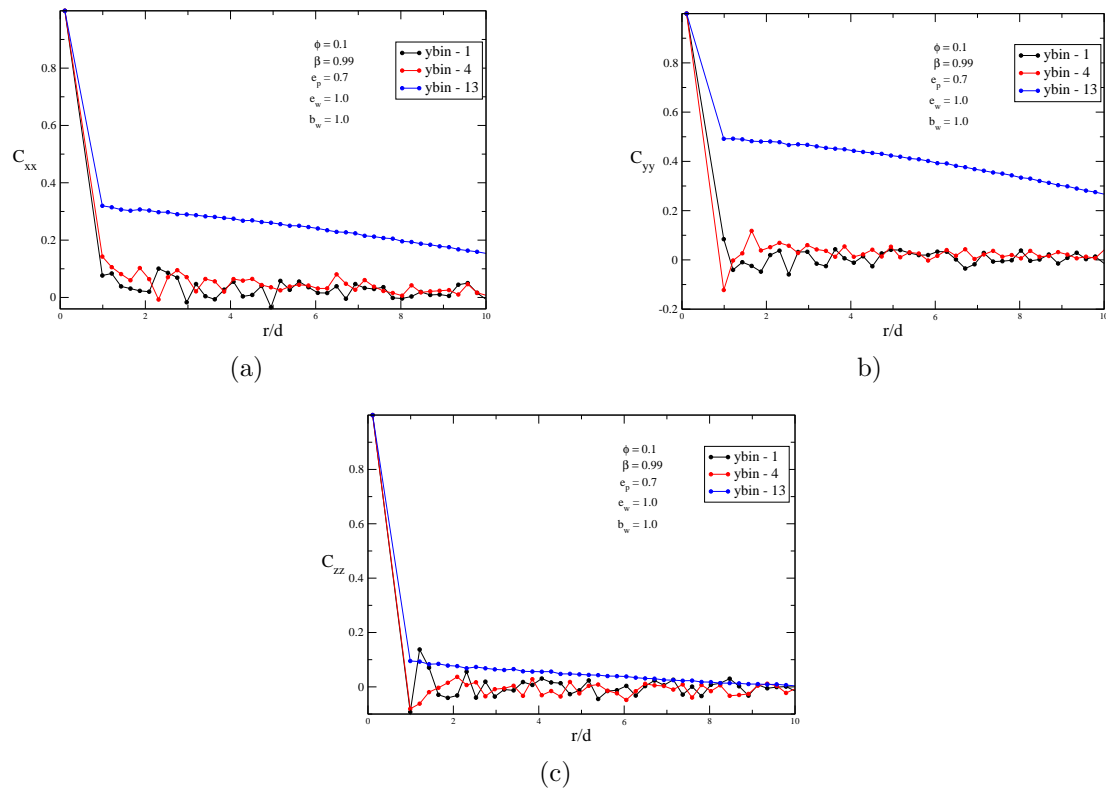 0.8
0.6
0.4
0.2
0
C_xx
0 2 4 6 8 10
r/d
ϕ = 0.1
β = 0.99
e_p = 0.7
e_w = 1.0
b_w = 1.0
ybin - 1
ybin - 4
ybin - 13
(a)
0.8
0.6
0.4
0.2
0
-0.2
C_yy
0 2 4 6 8 10
r/d
ϕ = 0.1
β = 0.99
e_p = 0.7
e_w = 1.0
b_w = 1.0
ybin - 1
ybin - 4
ybin - 13
b)
0.8
0.6
0.4
0.2
0
C_zz
0 2 4 6 8 10
r/d
ϕ = 0.1
β = 0.99
e_p = 0.7
e_w = 1.0
b_w = 1.0
ybin - 1
ybin - 4
ybin - 13
(c)